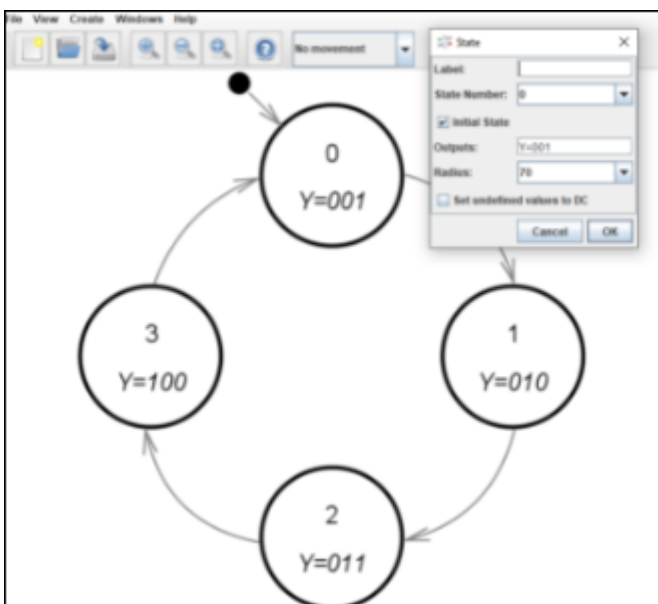 File View Create Windows Help
No movement
State
Label:
State Number: 0
Initial State
Outputs: Y=001
Radius: 70
Set undefined values to DC
Cancel OK
0
Y=001
3
Y=100
1
Y=010
2
Y=011